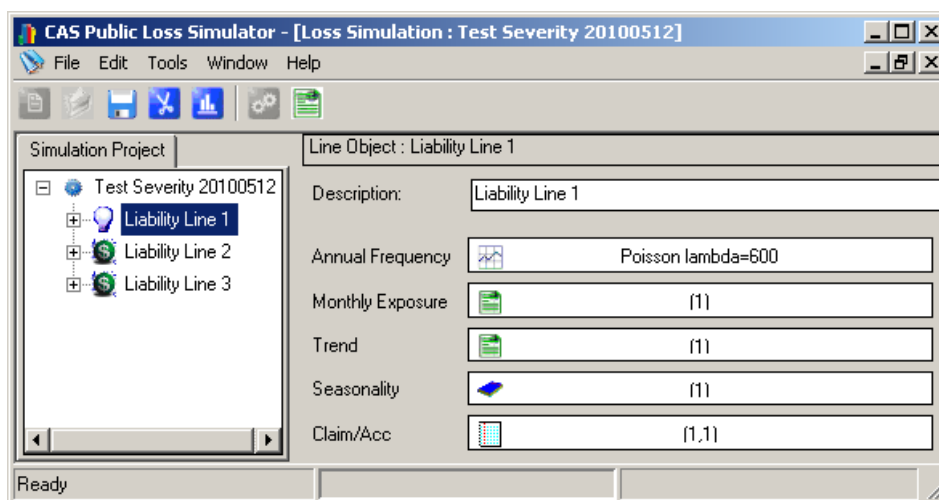 CAS Public Loss Simulator - [Loss Simulation : Test Severity 20100512]
File Edit Tools Window Help
Simulation Project
Test Severity 20100512
Liability Line 1
Liability Line 2
Liability Line 3
Line Object : Liability Line 1
Description: Liability Line 1
Annual Frequency Poisson lambda=600
Monthly Exposure (1)
Trend (1)
Seasonality (1)
Claim/Acc (1,1)
Ready